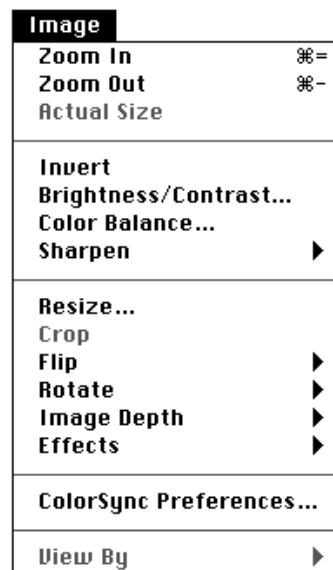 Image
Zoom In ⌘=
Zoom Out ⌘-
Actual Size
Invert
Brightness/Contrast...
Color Balance...
Sharpen
Resize...
Crop
Flip
Rotate
Image Depth
Effects
ColorSync Preferences...
View By